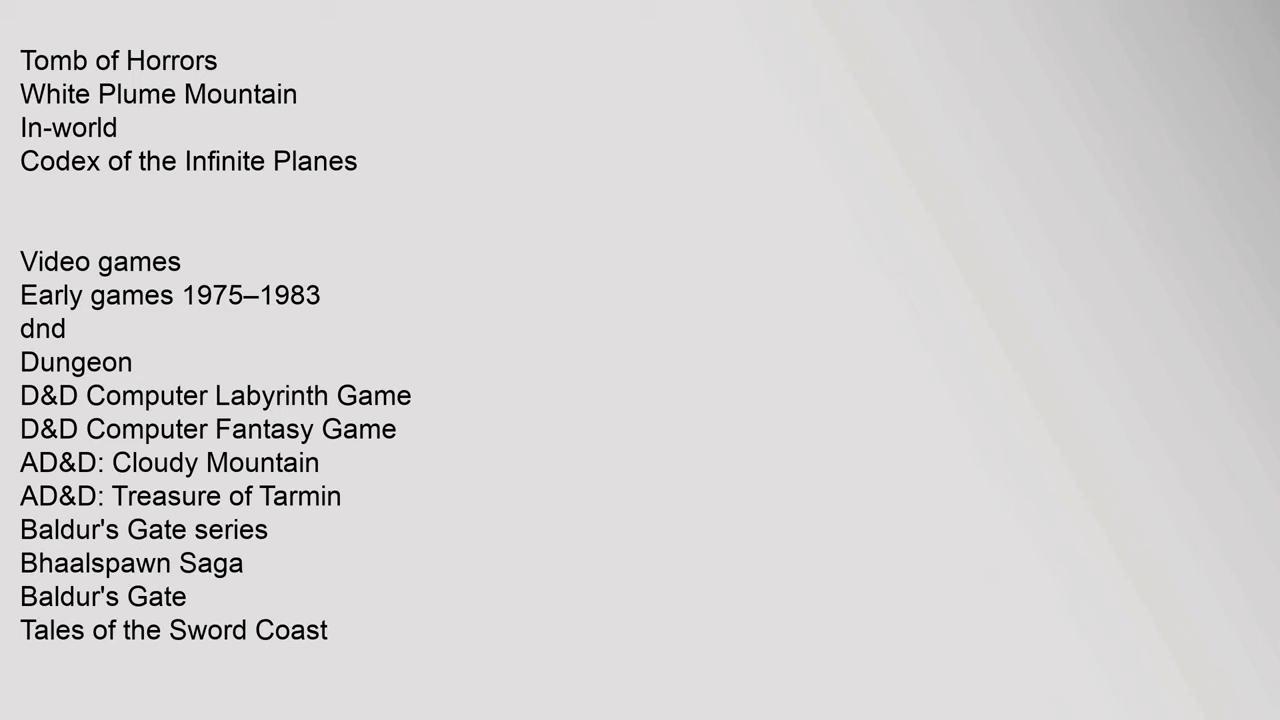 Tomb of Horrors
White Plume Mountain
In-world
Codex of the Infinite Planes
Video games
Early games 1975–1983
dnd
Dungeon
D&D Computer Labyrinth Game
D&D Computer Fantasy Game
AD&D: Cloudy Mountain
AD&D: Treasure of Tarmin
Baldur's Gate series
Bhaalspawn Saga
Baldur's Gate
Tales of the Sword Coast